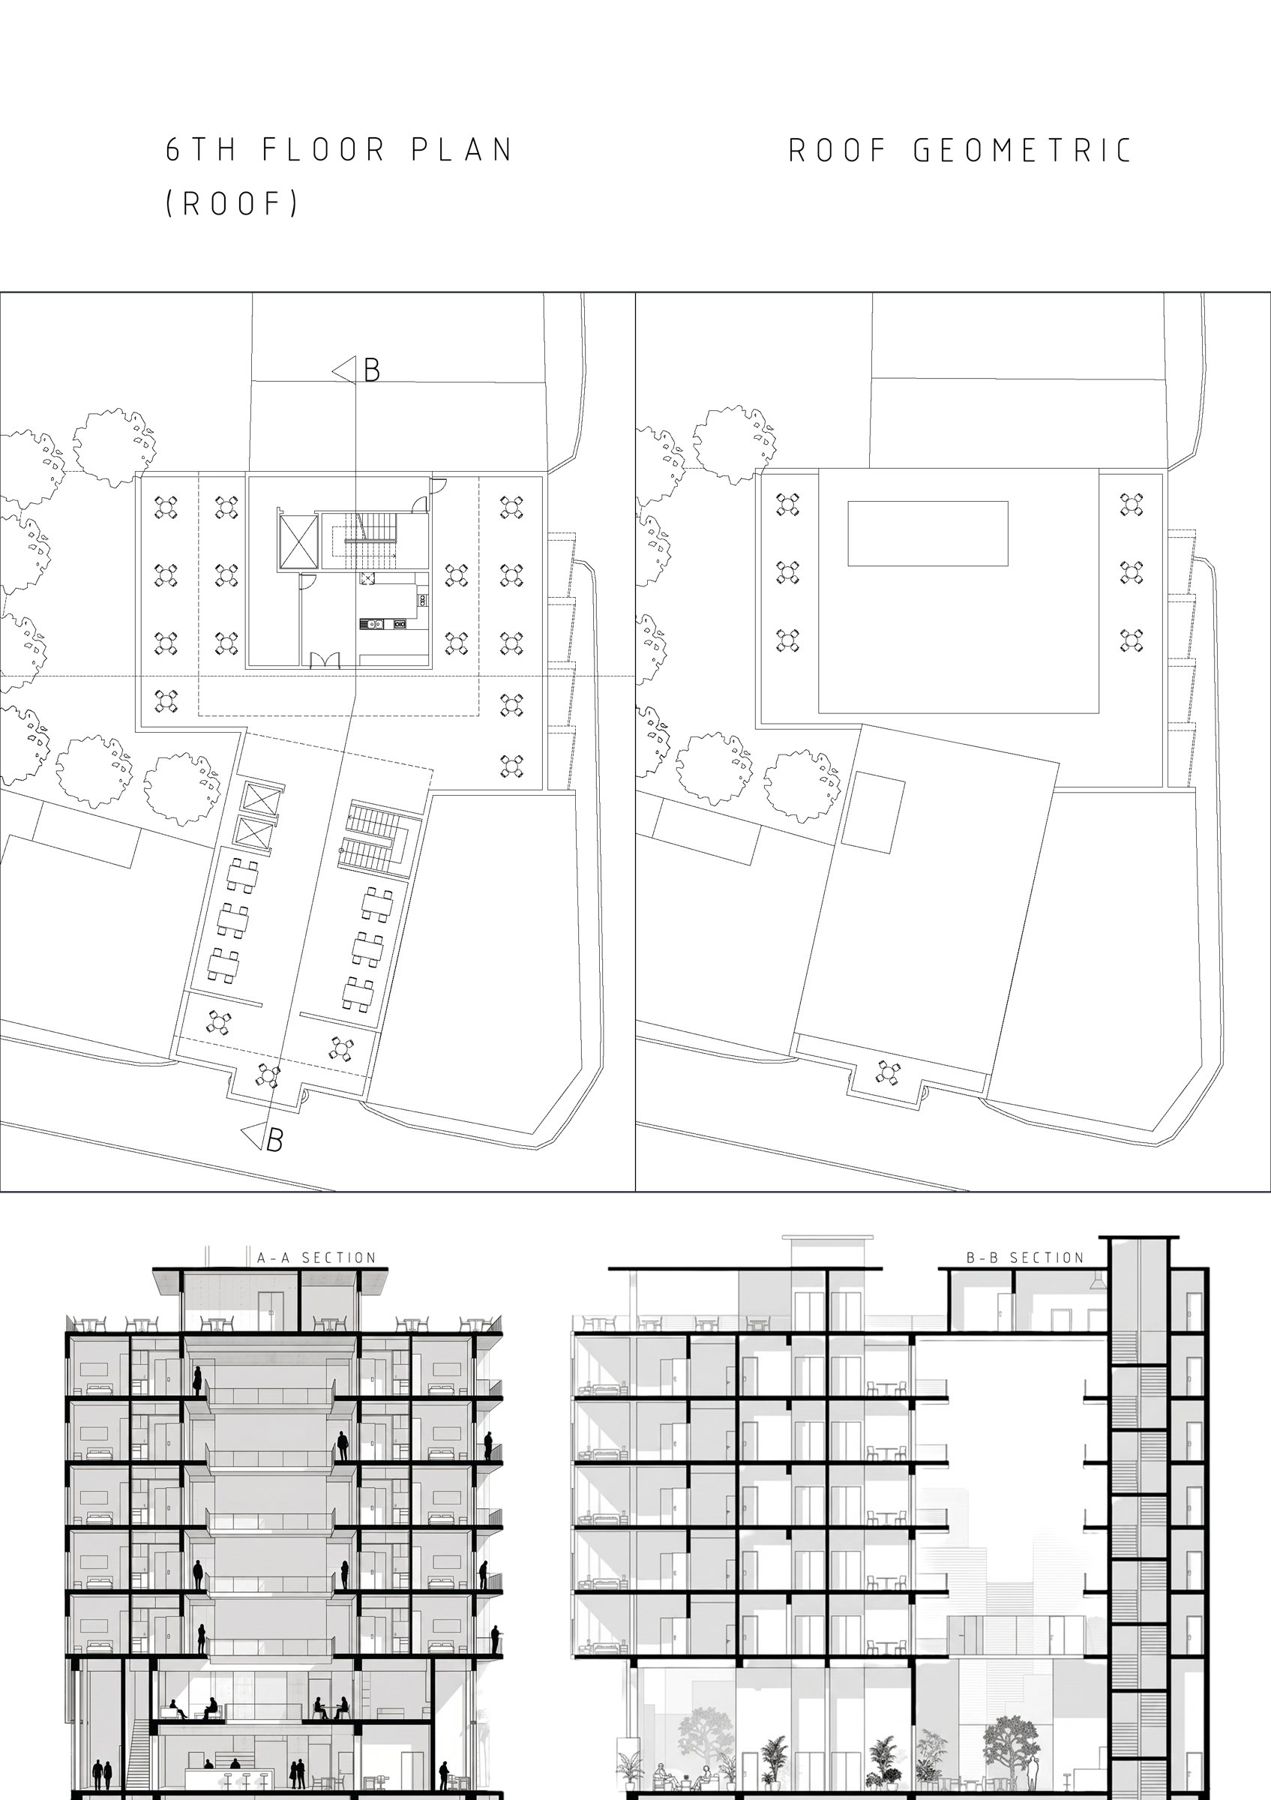 6TH FLOOR PLAN
(ROOF)
ROOF GEOMETRIC
B
B
A-A SECTION
B-B SECTION